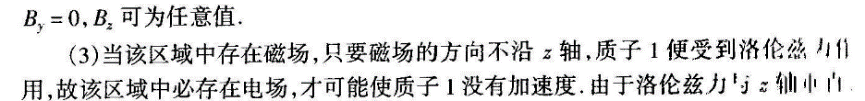 B_y = 0, B_z 可为任意值.
(3)当该区域中存在磁场,只要磁场的方向不沿 z 轴,质子 1 便受到洛伦兹力作
用,故该区域中必存在电场,才可能使质子 1 没有加速度. 由于洛伦兹力与 z 轴